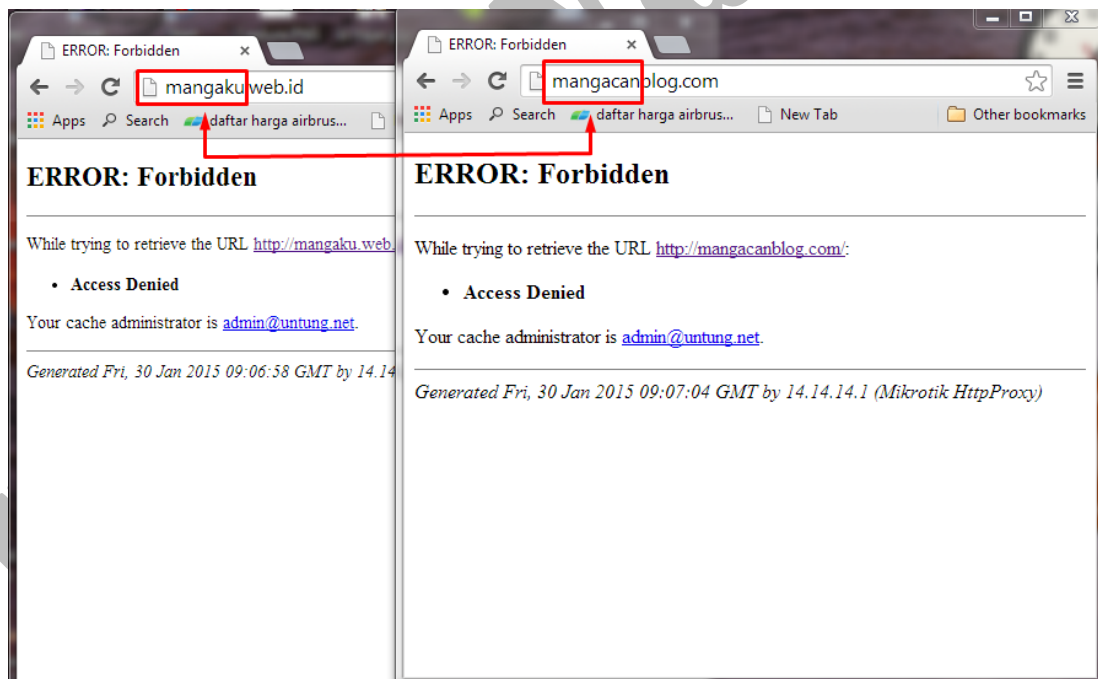 ERROR: Forbidden
mangaku.web.id
Apps Search daftar harga airbrus...
ERROR: Forbidden
While trying to retrieve the URL http://mangaku.web.
Access Denied
Your cache administrator is admin@untung.net.
Generated Fri, 30 Jan 2015 09:06:58 GMT by 14.14
ERROR: Forbidden
mangacanblog.com
Apps Search daftar harga airbrus... New Tab Other bookmarks
ERROR: Forbidden
While trying to retrieve the URL http://mangacanblog.com/:
Access Denied
Your cache administrator is admin@untung.net.
Generated Fri, 30 Jan 2015 09:07:04 GMT by 14.14.14.1 (Mikrotik HttpProxy)